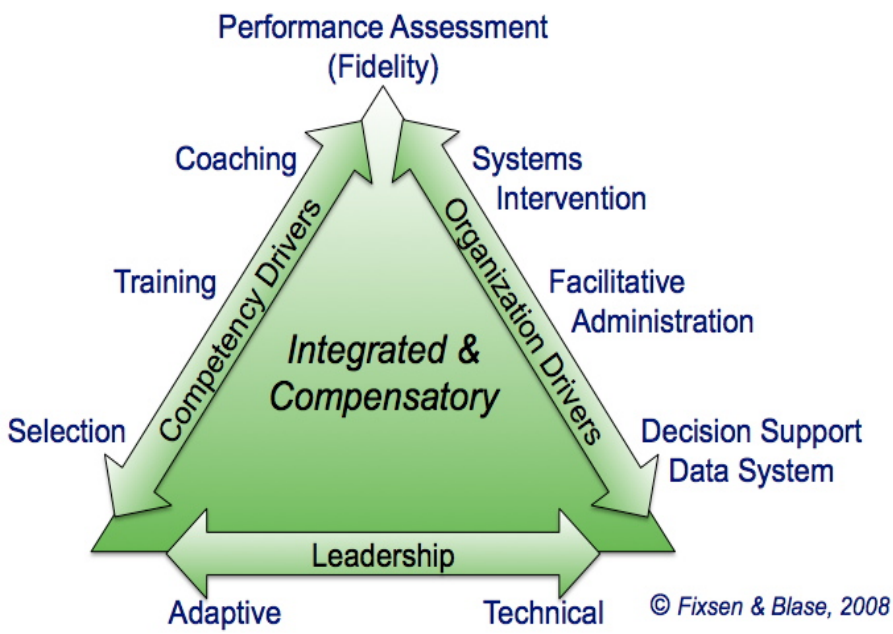 Performance Assessment
(Fidelity)
Coaching
Systems
Intervention
Competency Drivers
Organization Drivers
Training
Facilitative
Administration
Integrated &
Compensatory
Selection
Decision Support
Data System
Leadership
Adaptive
Technical
© Fixsen & Blase, 2008